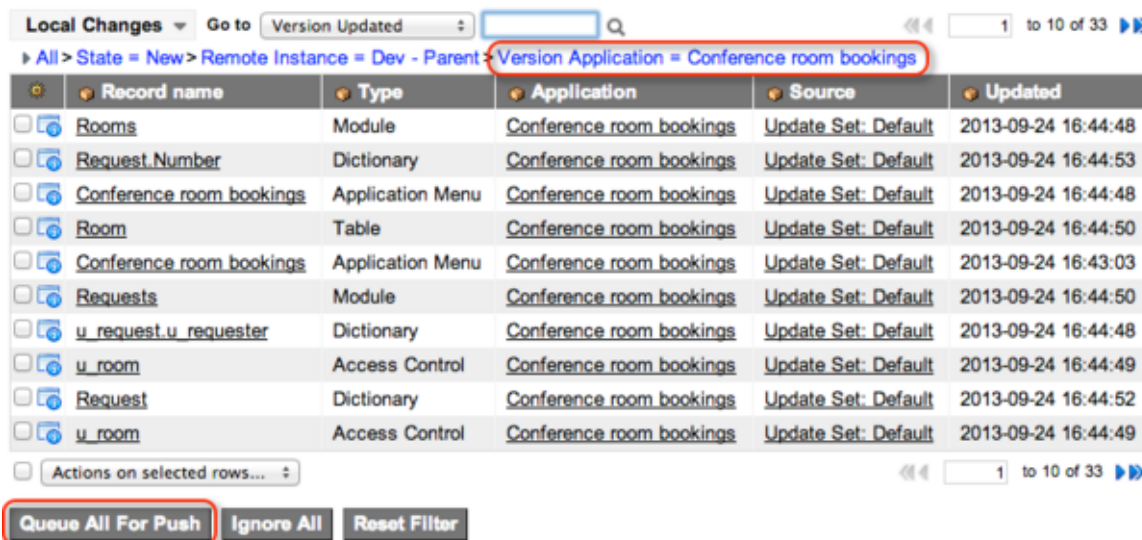 Local Changes Go to Version Updated 1 to 10 of 33
All > State = New > Remote Instance = Dev - Parent > Version Application = Conference room bookings
Record name Type Application Source Updated
Rooms Module Conference room bookings Update Set: Default 2013-09-24 16:44:48
Request.Number Dictionary Conference room bookings Update Set: Default 2013-09-24 16:44:53
Conference room bookings Application Menu Conference room bookings Update Set: Default 2013-09-24 16:44:48
Room Table Conference room bookings Update Set: Default 2013-09-24 16:44:50
Conference room bookings Application Menu Conference room bookings Update Set: Default 2013-09-24 16:43:03
Requests Module Conference room bookings Update Set: Default 2013-09-24 16:44:50
u_request.u_requester Dictionary Conference room bookings Update Set: Default 2013-09-24 16:44:48
u_room Access Control Conference room bookings Update Set: Default 2013-09-24 16:44:49
Request Dictionary Conference room bookings Update Set: Default 2013-09-24 16:44:52
u_room Access Control Conference room bookings Update Set: Default 2013-09-24 16:44:49
Actions on selected rows... 1 to 10 of 33
Queue All For Push Ignore All Reset Filter